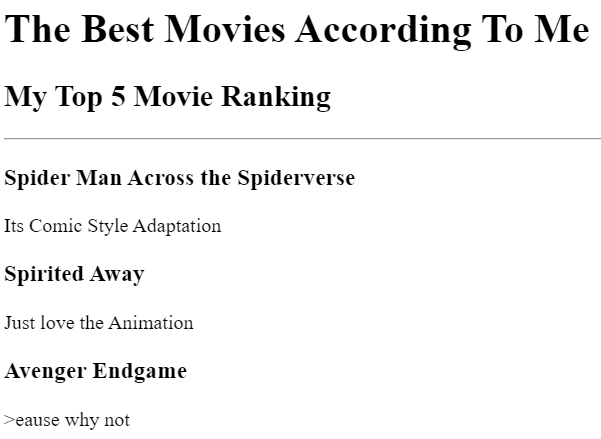 The Best Movies According To Me
My Top 5 Movie Ranking
Spider Man Across the Spiderverse
Its Comic Style Adaptation
Spirited Away
Just love the Animation
Avenger Endgame
>eause why not